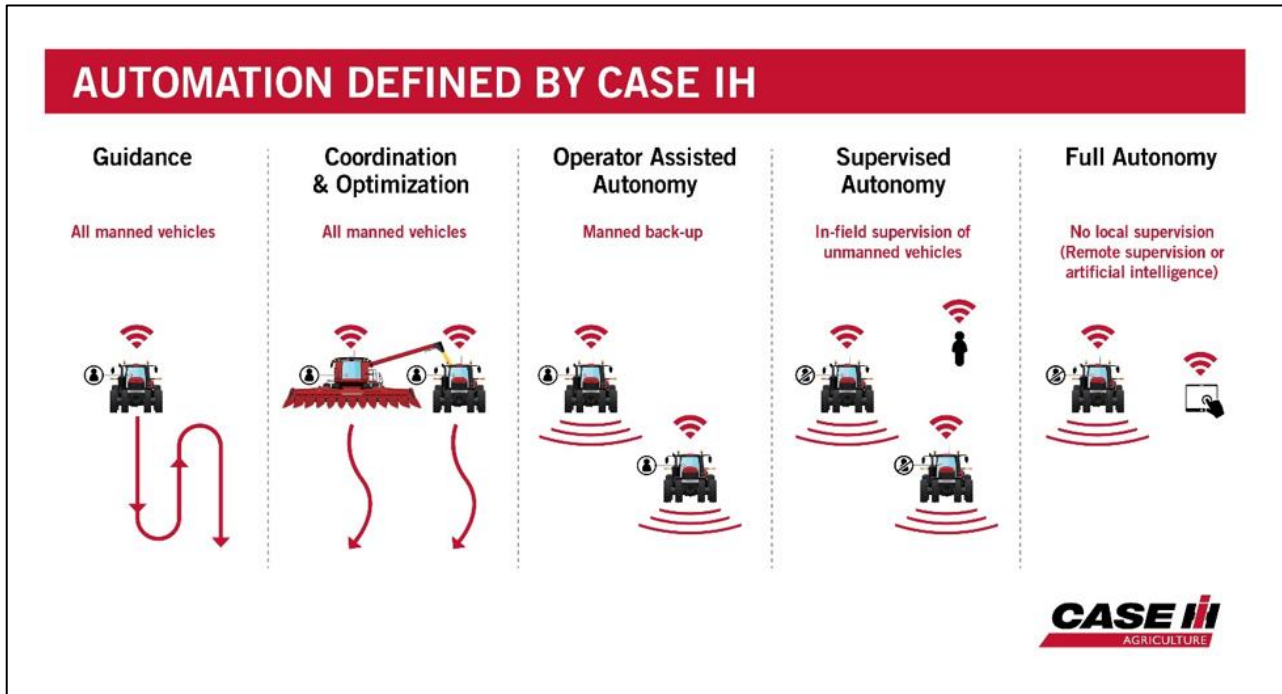 AUTOMATION DEFINED BY CASE IH
Guidance
All manned vehicles
Coordination
& Optimization
All manned vehicles
Operator Assisted
Autonomy
Manned back-up
Supervised
Autonomy
In-field supervision of
unmanned vehicles
Full Autonomy
No local supervision
(Remote supervision or
artificial intelligence)
CASE IH
AGRICULTURE